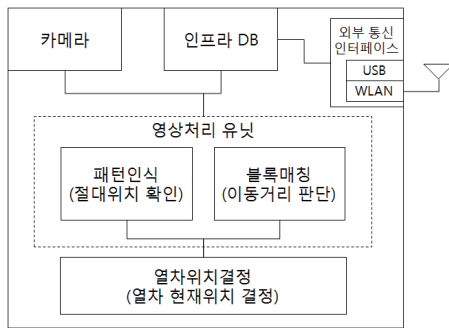 카메라
인프라 DB
외부 통신
인터페이스
USB
WLAN
영상처리 유닛
패턴인식
(절대위치 확인)
블록매칭
(이동거리 판단)
열차위치결정
(열차 현재위치 결정)